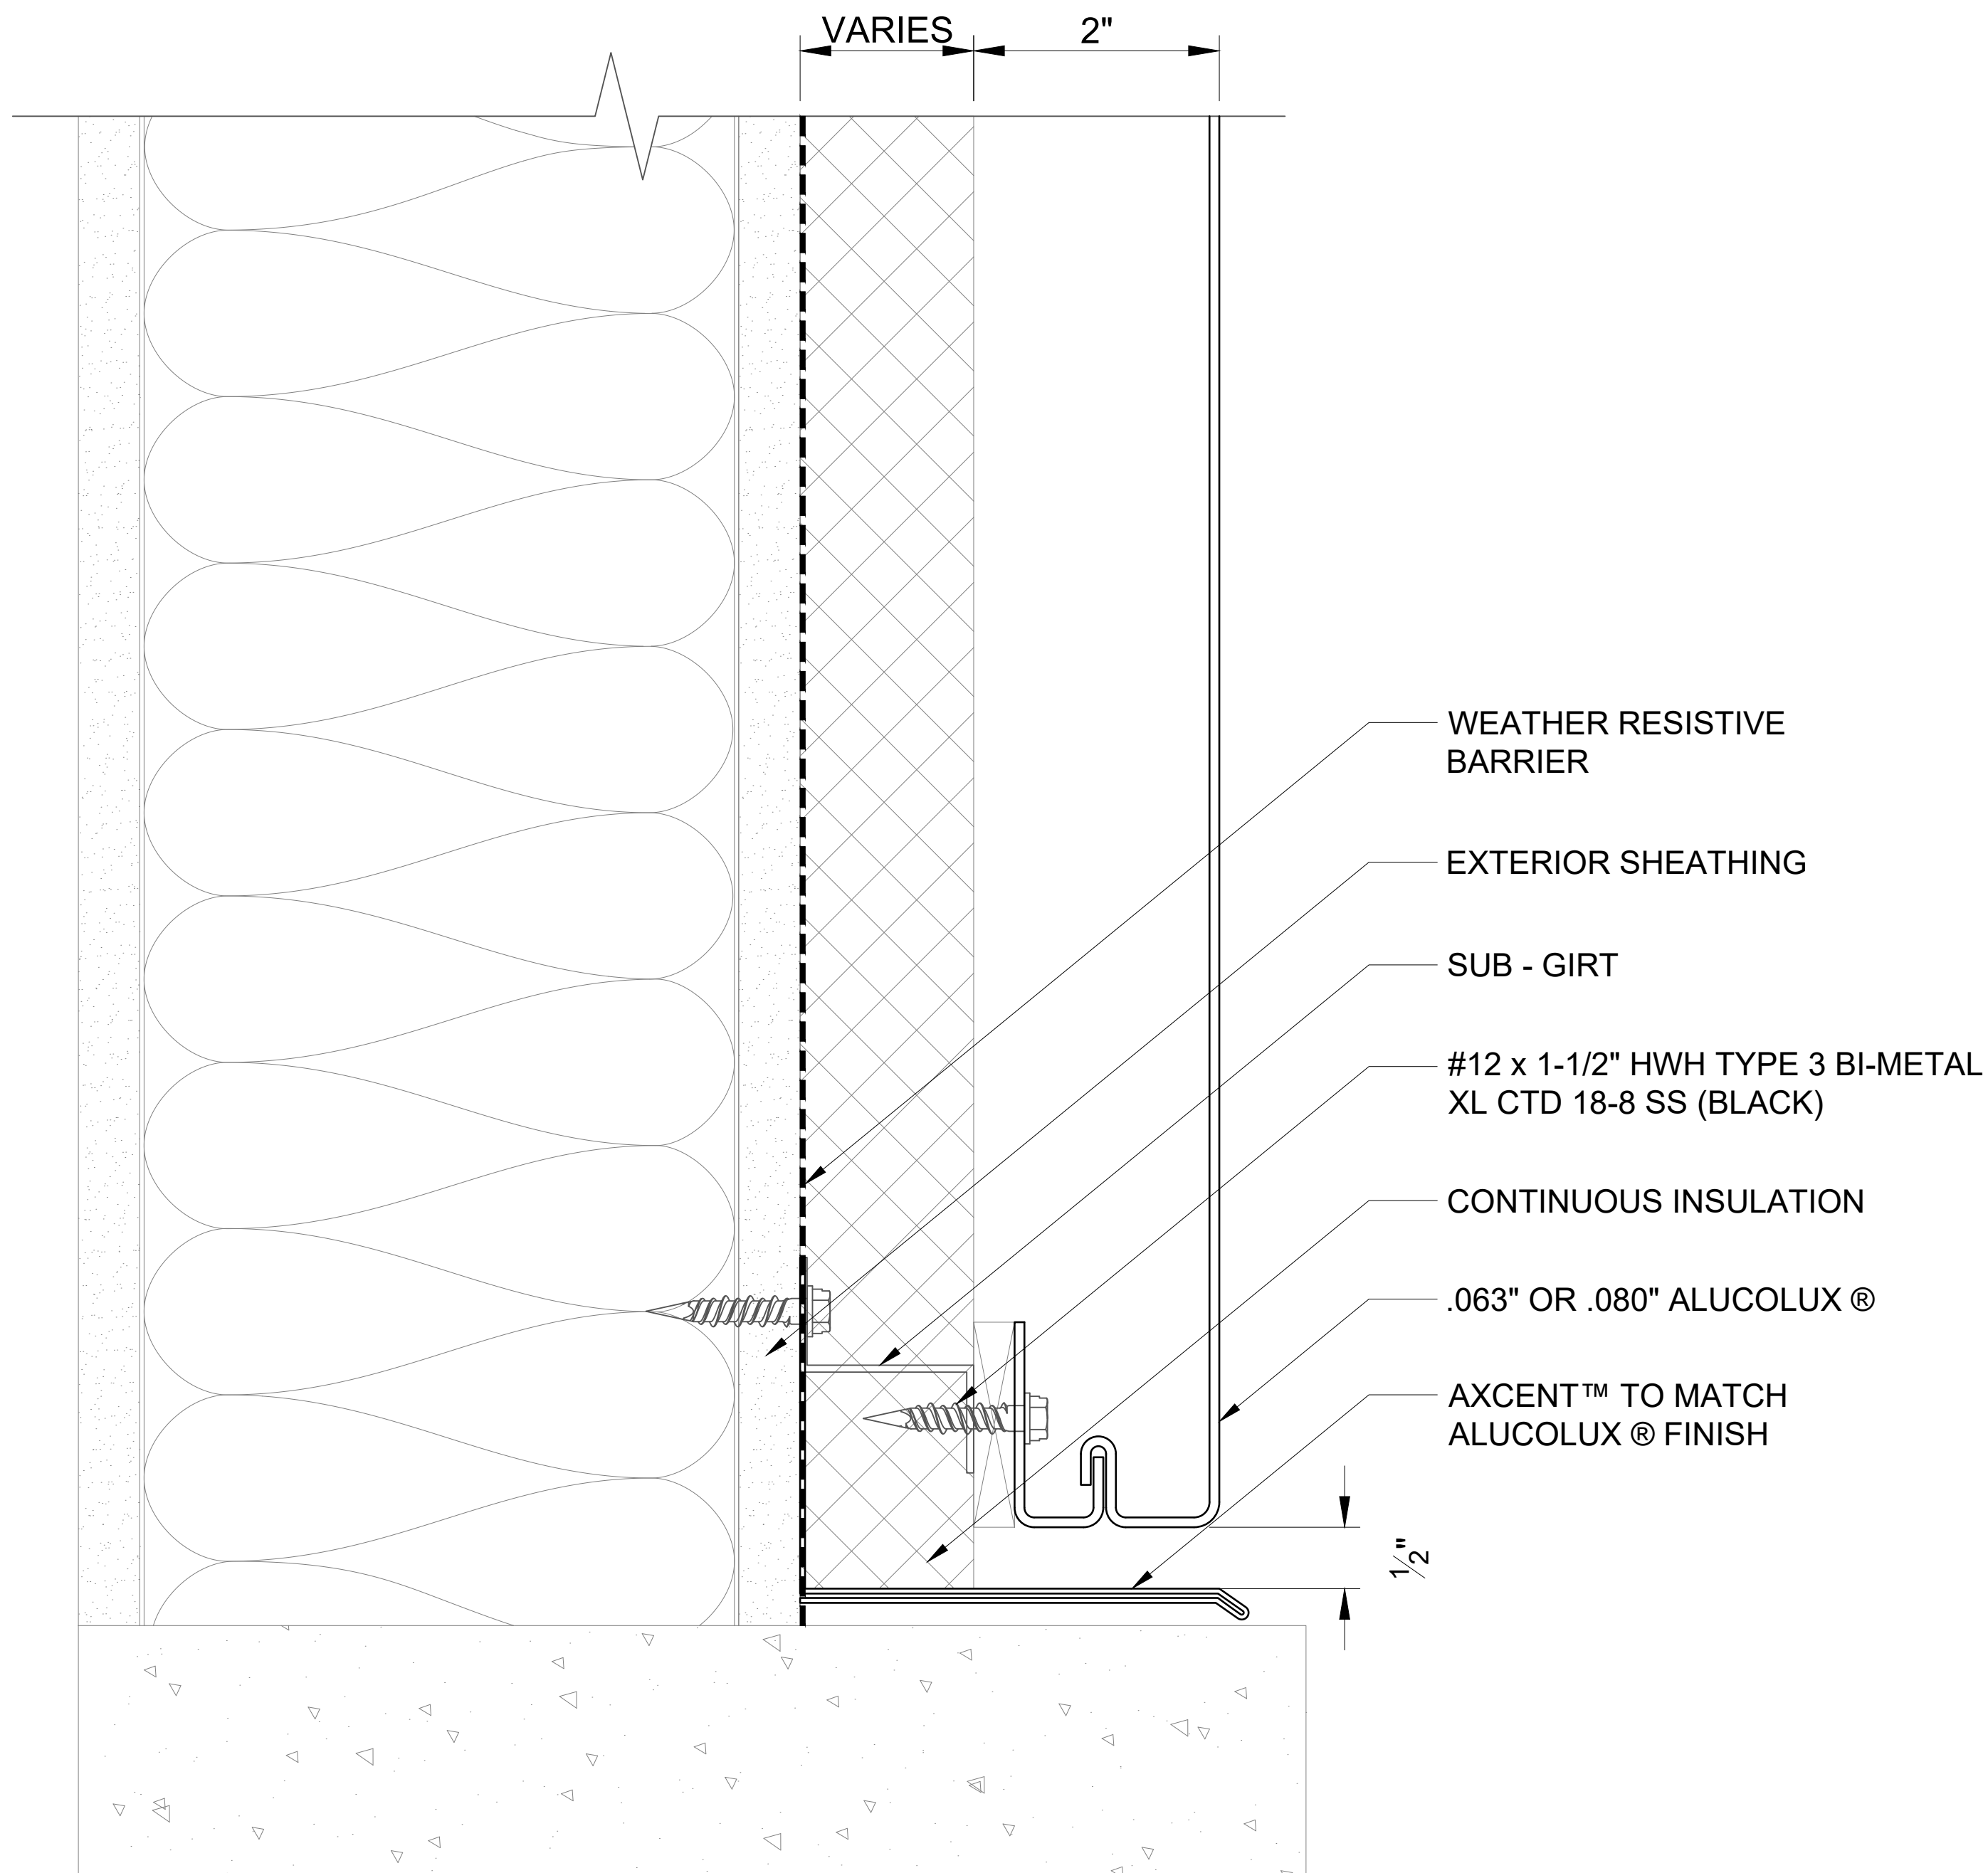 VARIES
2"
WEATHER RESISTIVE
BARRIER
EXTERIOR SHEATHING
SUB - GIRT
#12 x 1-1/2" HWH TYPE 3 BI-METAL
XL CTD 18-8 SS (BLACK)
CONTINUOUS INSULATION
.063" OR .080" ALUCOLUX ®
AXCENT™ TO MATCH
ALUCOLUX ® FINISH
1/2"